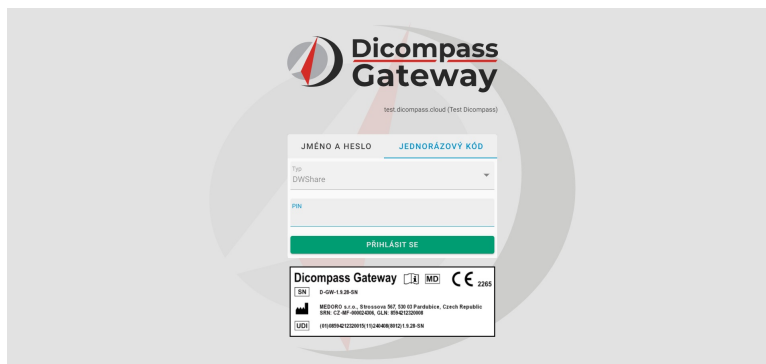 Dicompass
Gateway
test.dicompass.cloud (Test Dicompass)
JMÉNO A HESLO JEDNORÁZOVÝ KÓD
Typ
DWShare
PIN
PŘIHLÁSIT SE
Dicompass Gateway MD CE 2265
SN D-GW-1.9.28-SN
MEDORO s.r.o., Strossova 567, 530 03 Pardubice, Czech Republic
SRN: CZ-MF-000024306, GLN: 8594212320008
UDI (01)08594212320015(11)240408(8012)1.9.28-SN